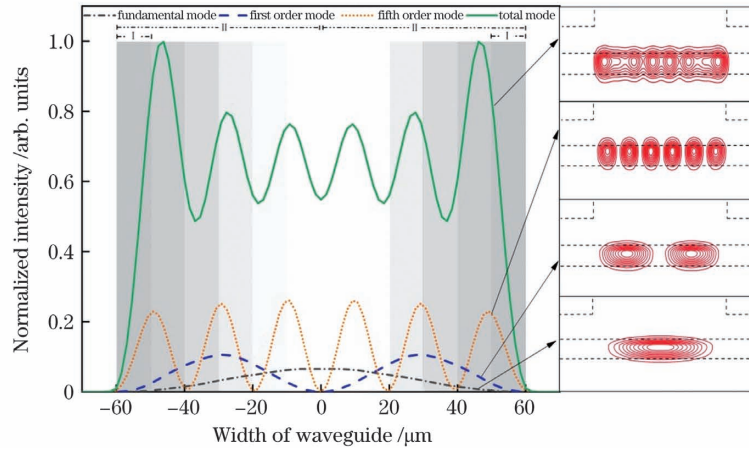 fundamental mode first order mode fifth order mode total mode
I II II I
1.0
0.8
0.6
0.4
0.2
0
Normalized intensity /arb. units
−60 −40 −20 0 20 40 60
Width of waveguide /μm